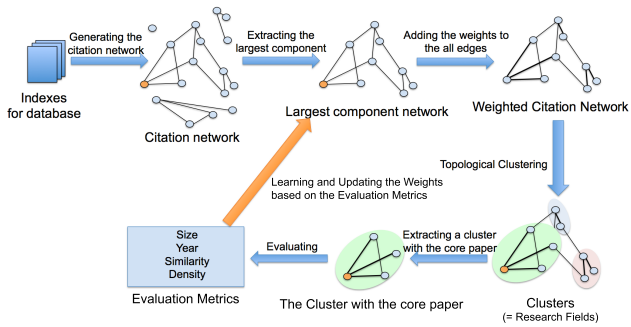 Generating the
citation network
Extracting the
largest component
Adding the weights to
the all edges
Indexes
for database
Citation network
Largest component network
Weighted Citation Network
Topological Clustering
Learning and Updating the Weights
based on the Evaluation Metrics
Size
Year
Similarity
Density
Evaluation Metrics
Evaluating
The Cluster with the core paper
Extracting a cluster
with the core paper
Clusters
(= Research Fields)